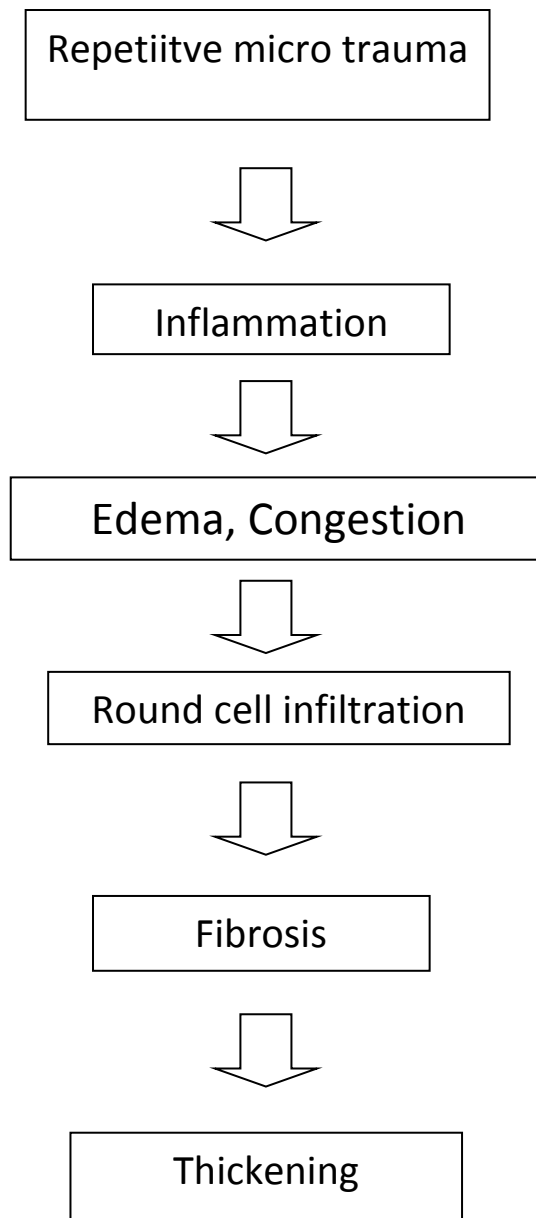 Repetiitve micro trauma
Inflammation
Edema, Congestion
Round cell infiltration
Fibrosis
Thickening